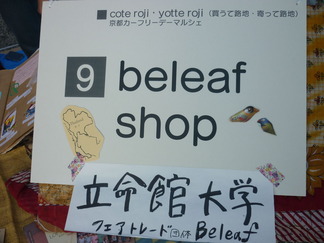 ■cote roji・yotte roji（買うて路地・寄って路地）
京都カーフリーデーマルシェ
9 beleaf
shop
立命館大学
フェアトレード団体 Beleaf